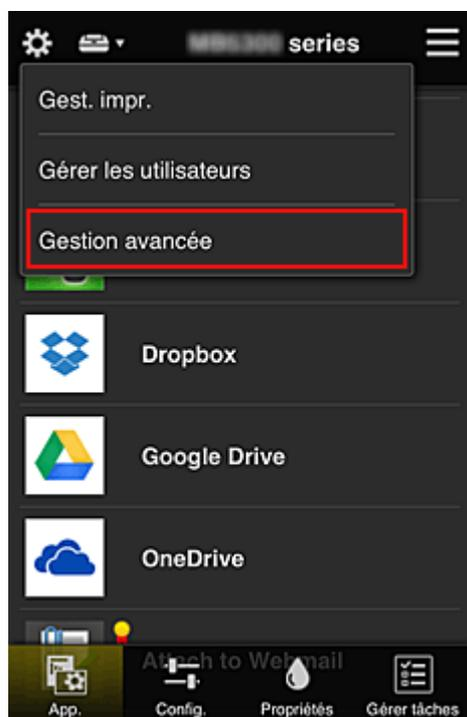 series
Gest. impr.
Gérer les utilisateurs
Gestion avancée
Dropbox
Google Drive
OneDrive
Attach to Webmail
App.
Config.
Propriétés
Gérer tâches